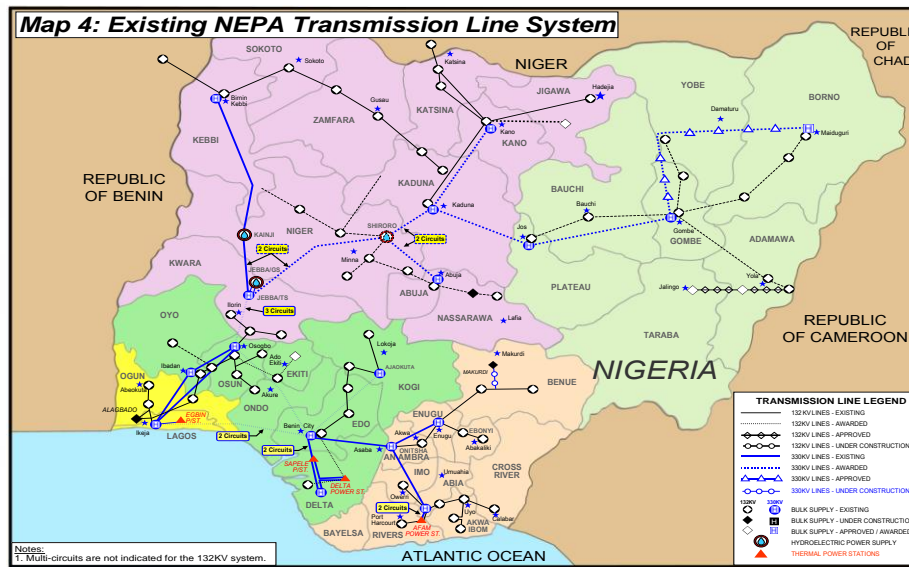 Map 4: Existing NEPA Transmission Line System
REPUBLIC
OF
CHAD
NIGER
REPUBLIC
OF BENIN
REPUBLIC
OF CAMEROON
NIGERIA
ATLANTIC OCEAN
SOKOTO
Sokoto
Katsina
Birnin
Kebbi
Gusau
KATSINA
JIGAWA
Hadejia
YOBE
Damaturu
BORNO
Maiduguri
ZAMFARA
KEBBI
Kano
KANO
KADUNA
Kaduna
BAUCHI
Bauchi
Gombe
GOMBE
ADAMAWA
KAINJI
NIGER
SHIRORO
2 Circuits
2 Circuits
Jos
Minna
KWARA
JEBBA/GS
JEBBA/TS
Abuja
ABUJA
PLATEAU
Jalingo
Yola
NASSARAWA
Lafia
TARABA
Ilorin
3 Circuits
OYO
Osogbo
Ibadan
Ado
Ekiti
EKITI
OSUN
Akure
ONDO
Lokoja
AJAOKUTA
KOGI
Makurdi
MAKURDI
BENUE
OGUN
Abeokuta
ALAGBADO
Ikeja
EGBIN
P/ST.
LAGOS
2 Circuits
Benin City
EDO
2 Circuits
SAPELE
P/ST.
DELTA
POWER ST.
DELTA
ENUGU
Enugu
Akwa
ONITSHA
Asaba
ANAMBRA
EBONYI
Abakaliki
IMO
Umuahia
ABIA
CROSS
RIVER
Owerri
2 Circuits
Port
Harcourt
Uyo
AKWA
IBOM
Calabar
BAYELSA
RIVERS
AFAM POWER ST.
TRANSMISSION LINE LEGEND
132KV LINES - EXISTING
132KV LINES - AWARDED
132KV LINES - APPROVED
132KV LINES - UNDER CONSTRUCTION
330KV LINES - EXISTING
330KV LINES - AWARDED
330KV LINES - APPROVED
330KV LINES - UNDER CONSTRUCTION
132KV 330KV
BULK SUPPLY - EXISTING
BULK SUPPLY - UNDER CONSTRUCTION
BULK SUPPLY - APPROVED / AWARDED
HYDROELECTRIC POWER SUPPLY
THERMAL POWER STATIONS
Notes:
1. Multi-circuits are not indicated for the 132KV system.